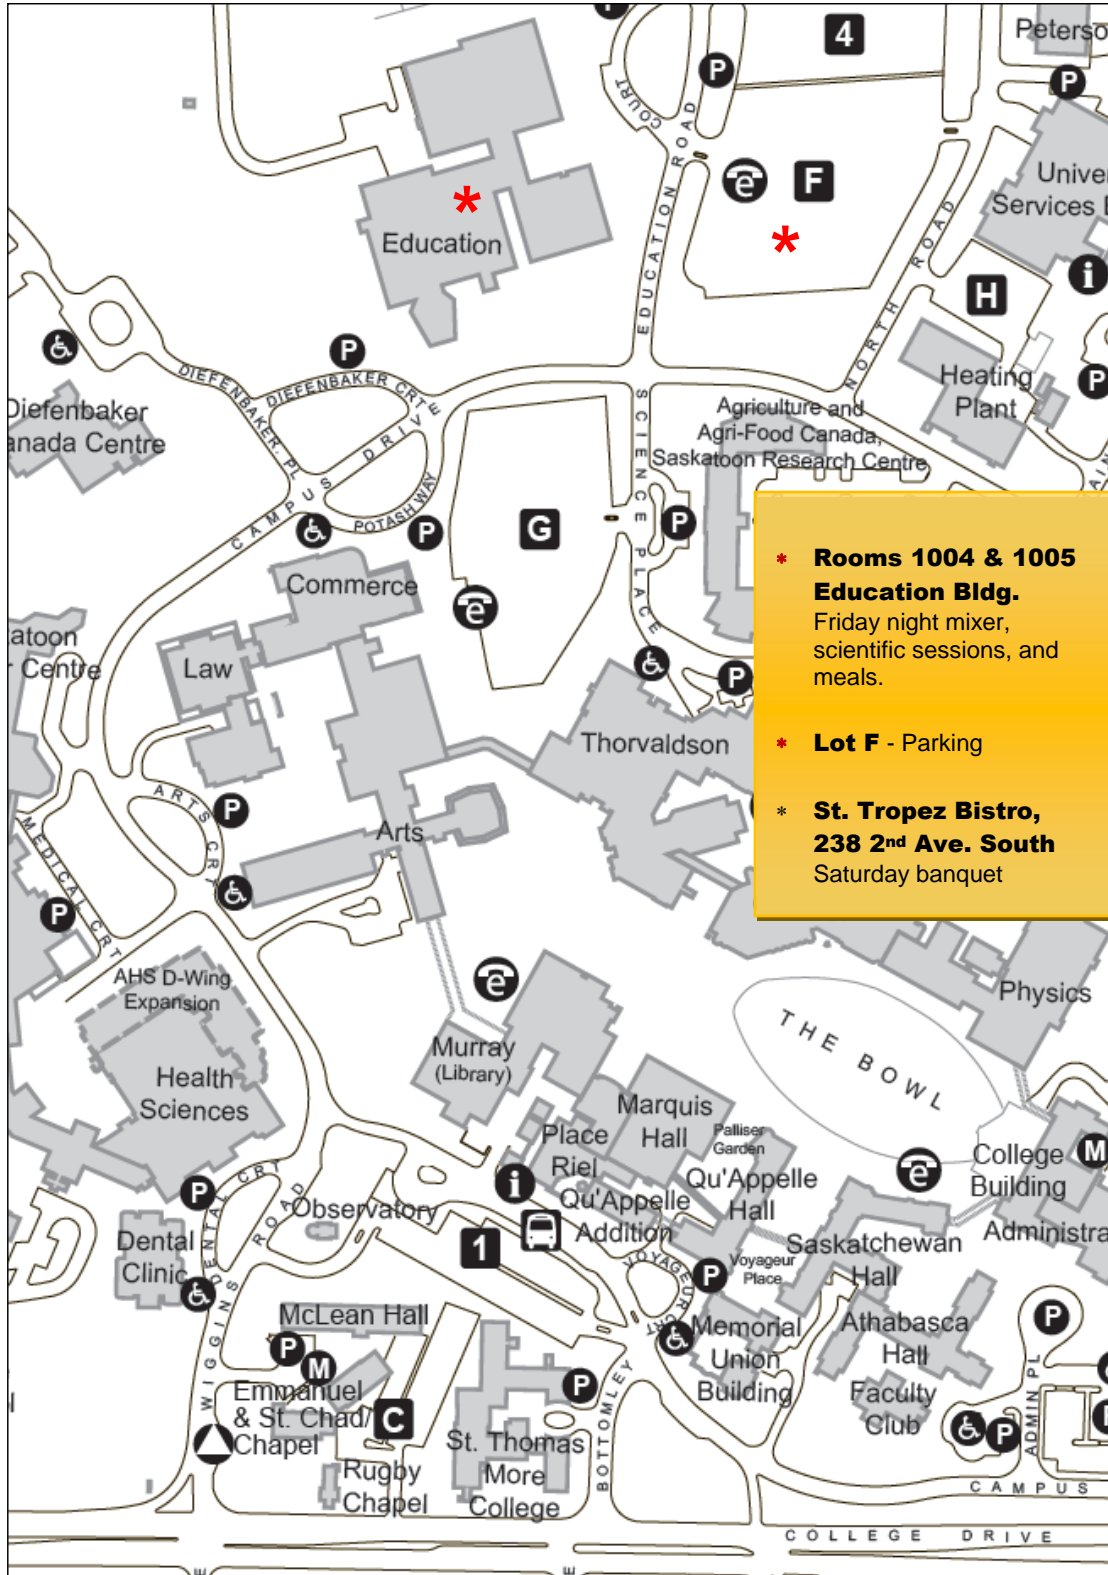 4
Peterso
P
P
COURT
EDUCATION ROAD
e
F
Univer
Services B
*
*
Education
NORTH ROAD
i
H
P
DIEFENBAKER CRT
DIEFENBAKER. PL
CAMPUS DRIVE
POTASH WAY
Diefenbaker
anada Centre
Heating
Plant
P
SCIENCE PLACE
Agriculture and
Agri-Food Canada,
Saskatoon Research Centre
G
P
P
Commerce
e
* Rooms 1004 & 1005
Education Bldg.
Friday night mixer,
scientific sessions, and
meals.
* Lot F - Parking
* St. Tropez Bistro,
238 2nd Ave. South
Saturday banquet
atoon
r Centre
Law
P
Thorvaldson
ARTS CRT
P
Arts
MEDICAL CRT
P
AHS D-Wing
Expansion
e
Physics
THE BOWL
Murray
(Library)
Health
Sciences
Marquis
Hall
Palliser
Garden
Place
Riel
College
Building
M
e
i
Qu'Appelle
Hall
Qu'Appelle
Addition
P
DENTAL CRT
Observatory
Administra
Saskatchewan
Hall
Voyageur
Place
VOYAGEUR CRT
P
1
Dental
Clinic
WIGGINS ROAD
McLean Hall
Memorial
Union
Building
Athabasca
Hall
P
P
M
Emmanuel
& St. Chad/
Chapel
C
P
Faculty
Club
P
ADMIN PL
St. Thomas
More
College
Rugby
Chapel
BOTTOMLEY
CAMPUS
COLLEGE DRIVE
E
E